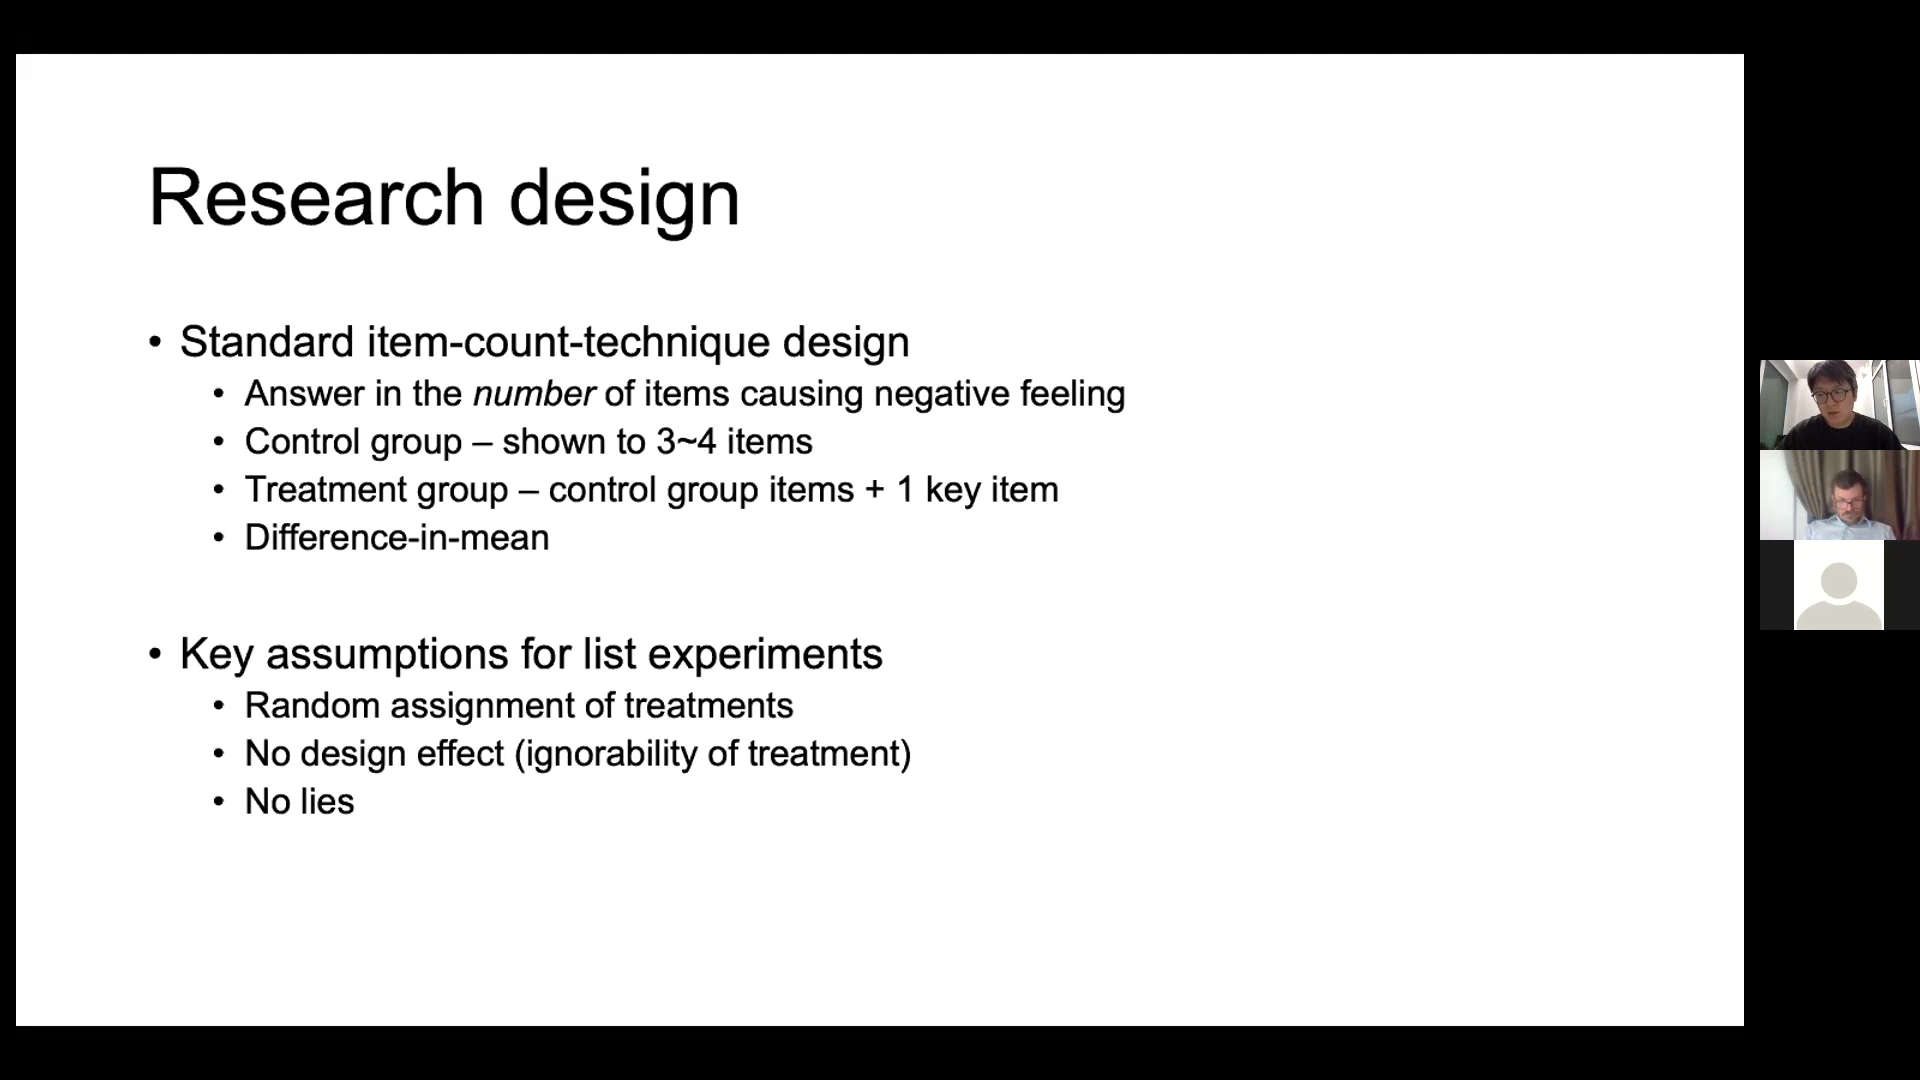 Research design
• Standard item-count-technique design
• Answer in the number of items causing negative feeling
• Control group – shown to 3~4 items
• Treatment group – control group items + 1 key item
• Difference-in-mean
• Key assumptions for list experiments
• Random assignment of treatments
• No design effect (ignorability of treatment)
• No lies